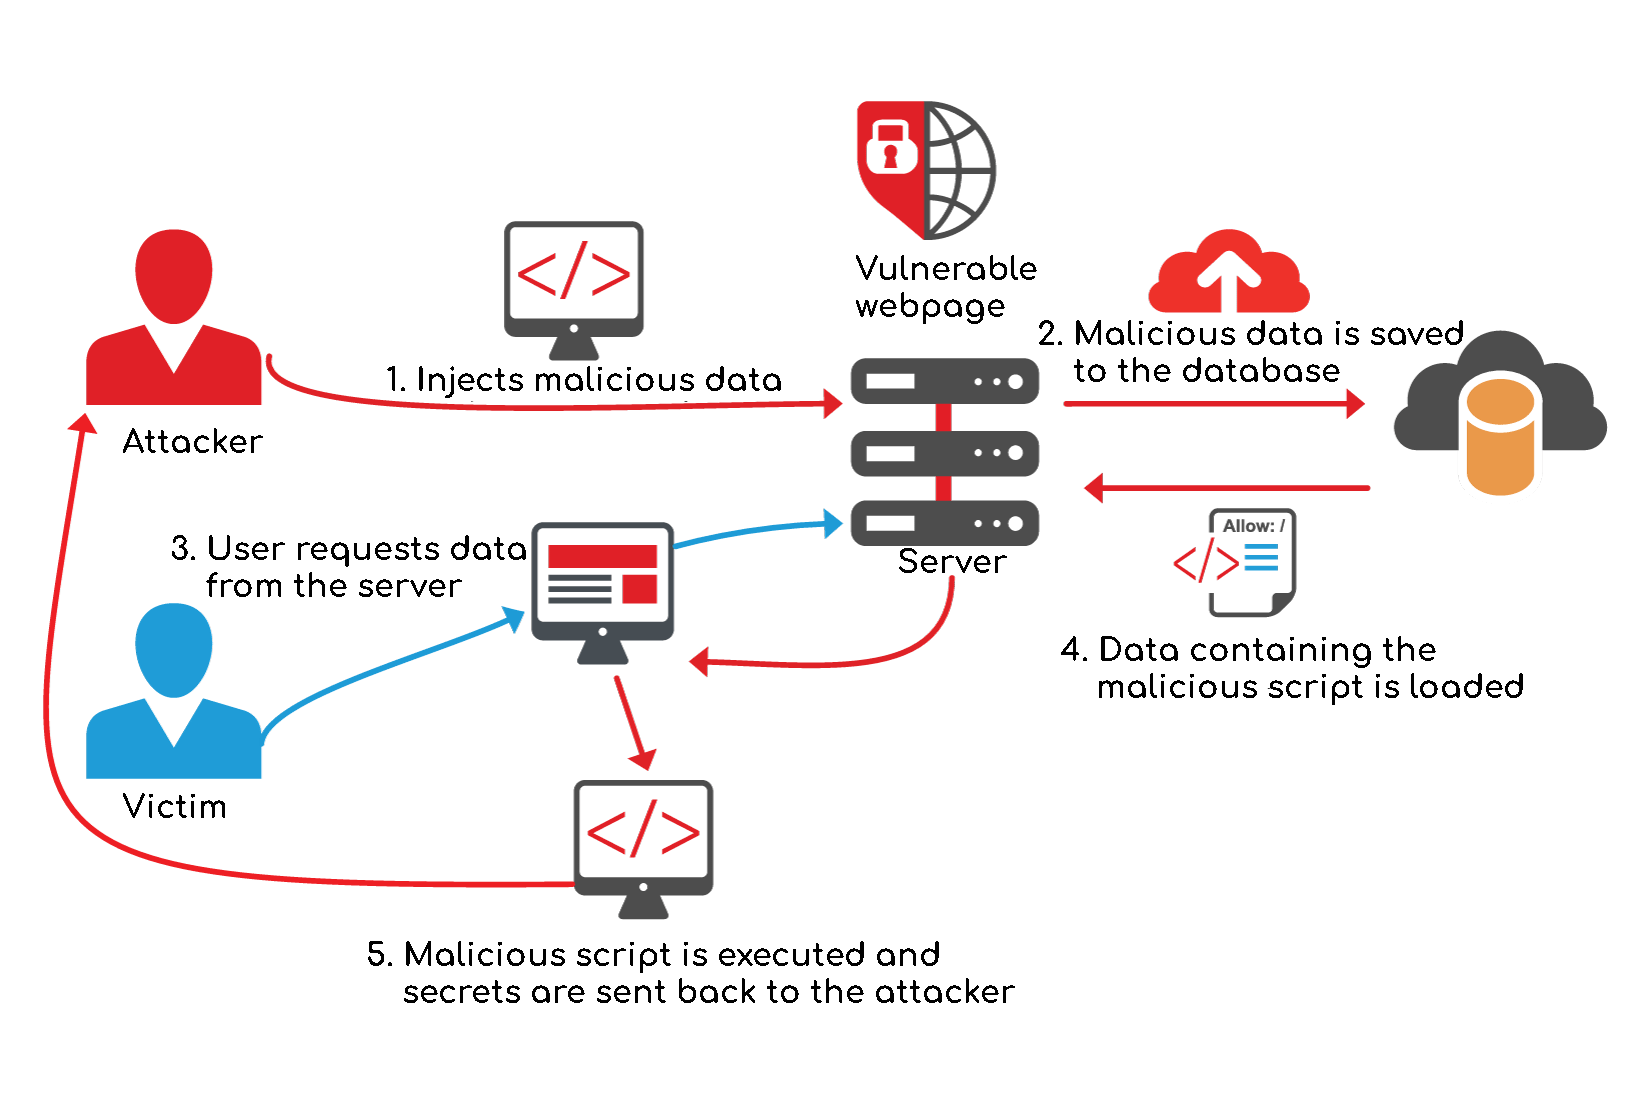 Vulnerable
webpage
2. Malicious data is saved
to the database
1. Injects malicious data
Attacker
3. User requests data
from the server
Server
Allow: /
</>
4. Data containing the
malicious script is loaded
Victim
</>
</>
5. Malicious script is executed and
secrets are sent back to the attacker